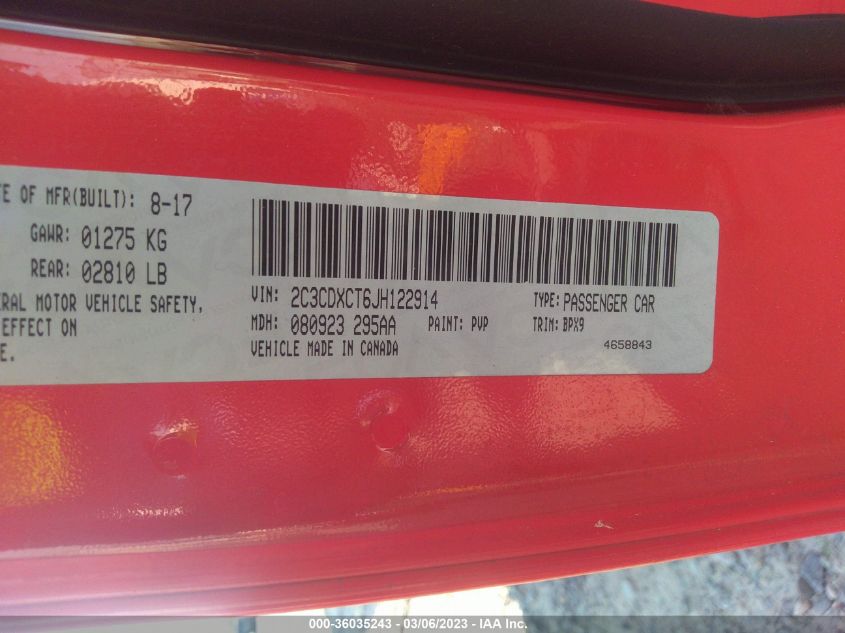 TE OF MFR(BUILT): 8-17
GAWR: 01275 KG
REAR: 02810 LB
ERAL MOTOR VEHICLE SAFETY,
EFFECT ON
E.
VIN: 2C3CDXCT6JH122914 TYPE: PASSENGER CAR
MDH: 080923 295AA PAINT: PVP TRIM: BPX9
VEHICLE MADE IN CANADA 4658843
000-36035243 - 03/06/2023 - IAA Inc.